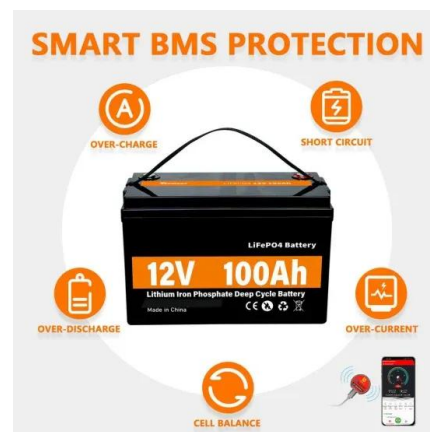 SMART BMS PROTECTION
A
OVER-CHARGE
SHORT CIRCUIT
LiFePO4 Battery
12V 100Ah
Lithium Iron Phosphate Deep Cycle Battery
Made in China
CE
OVER-DISCHARGE
OVER-CURRENT
CELL BALANCE